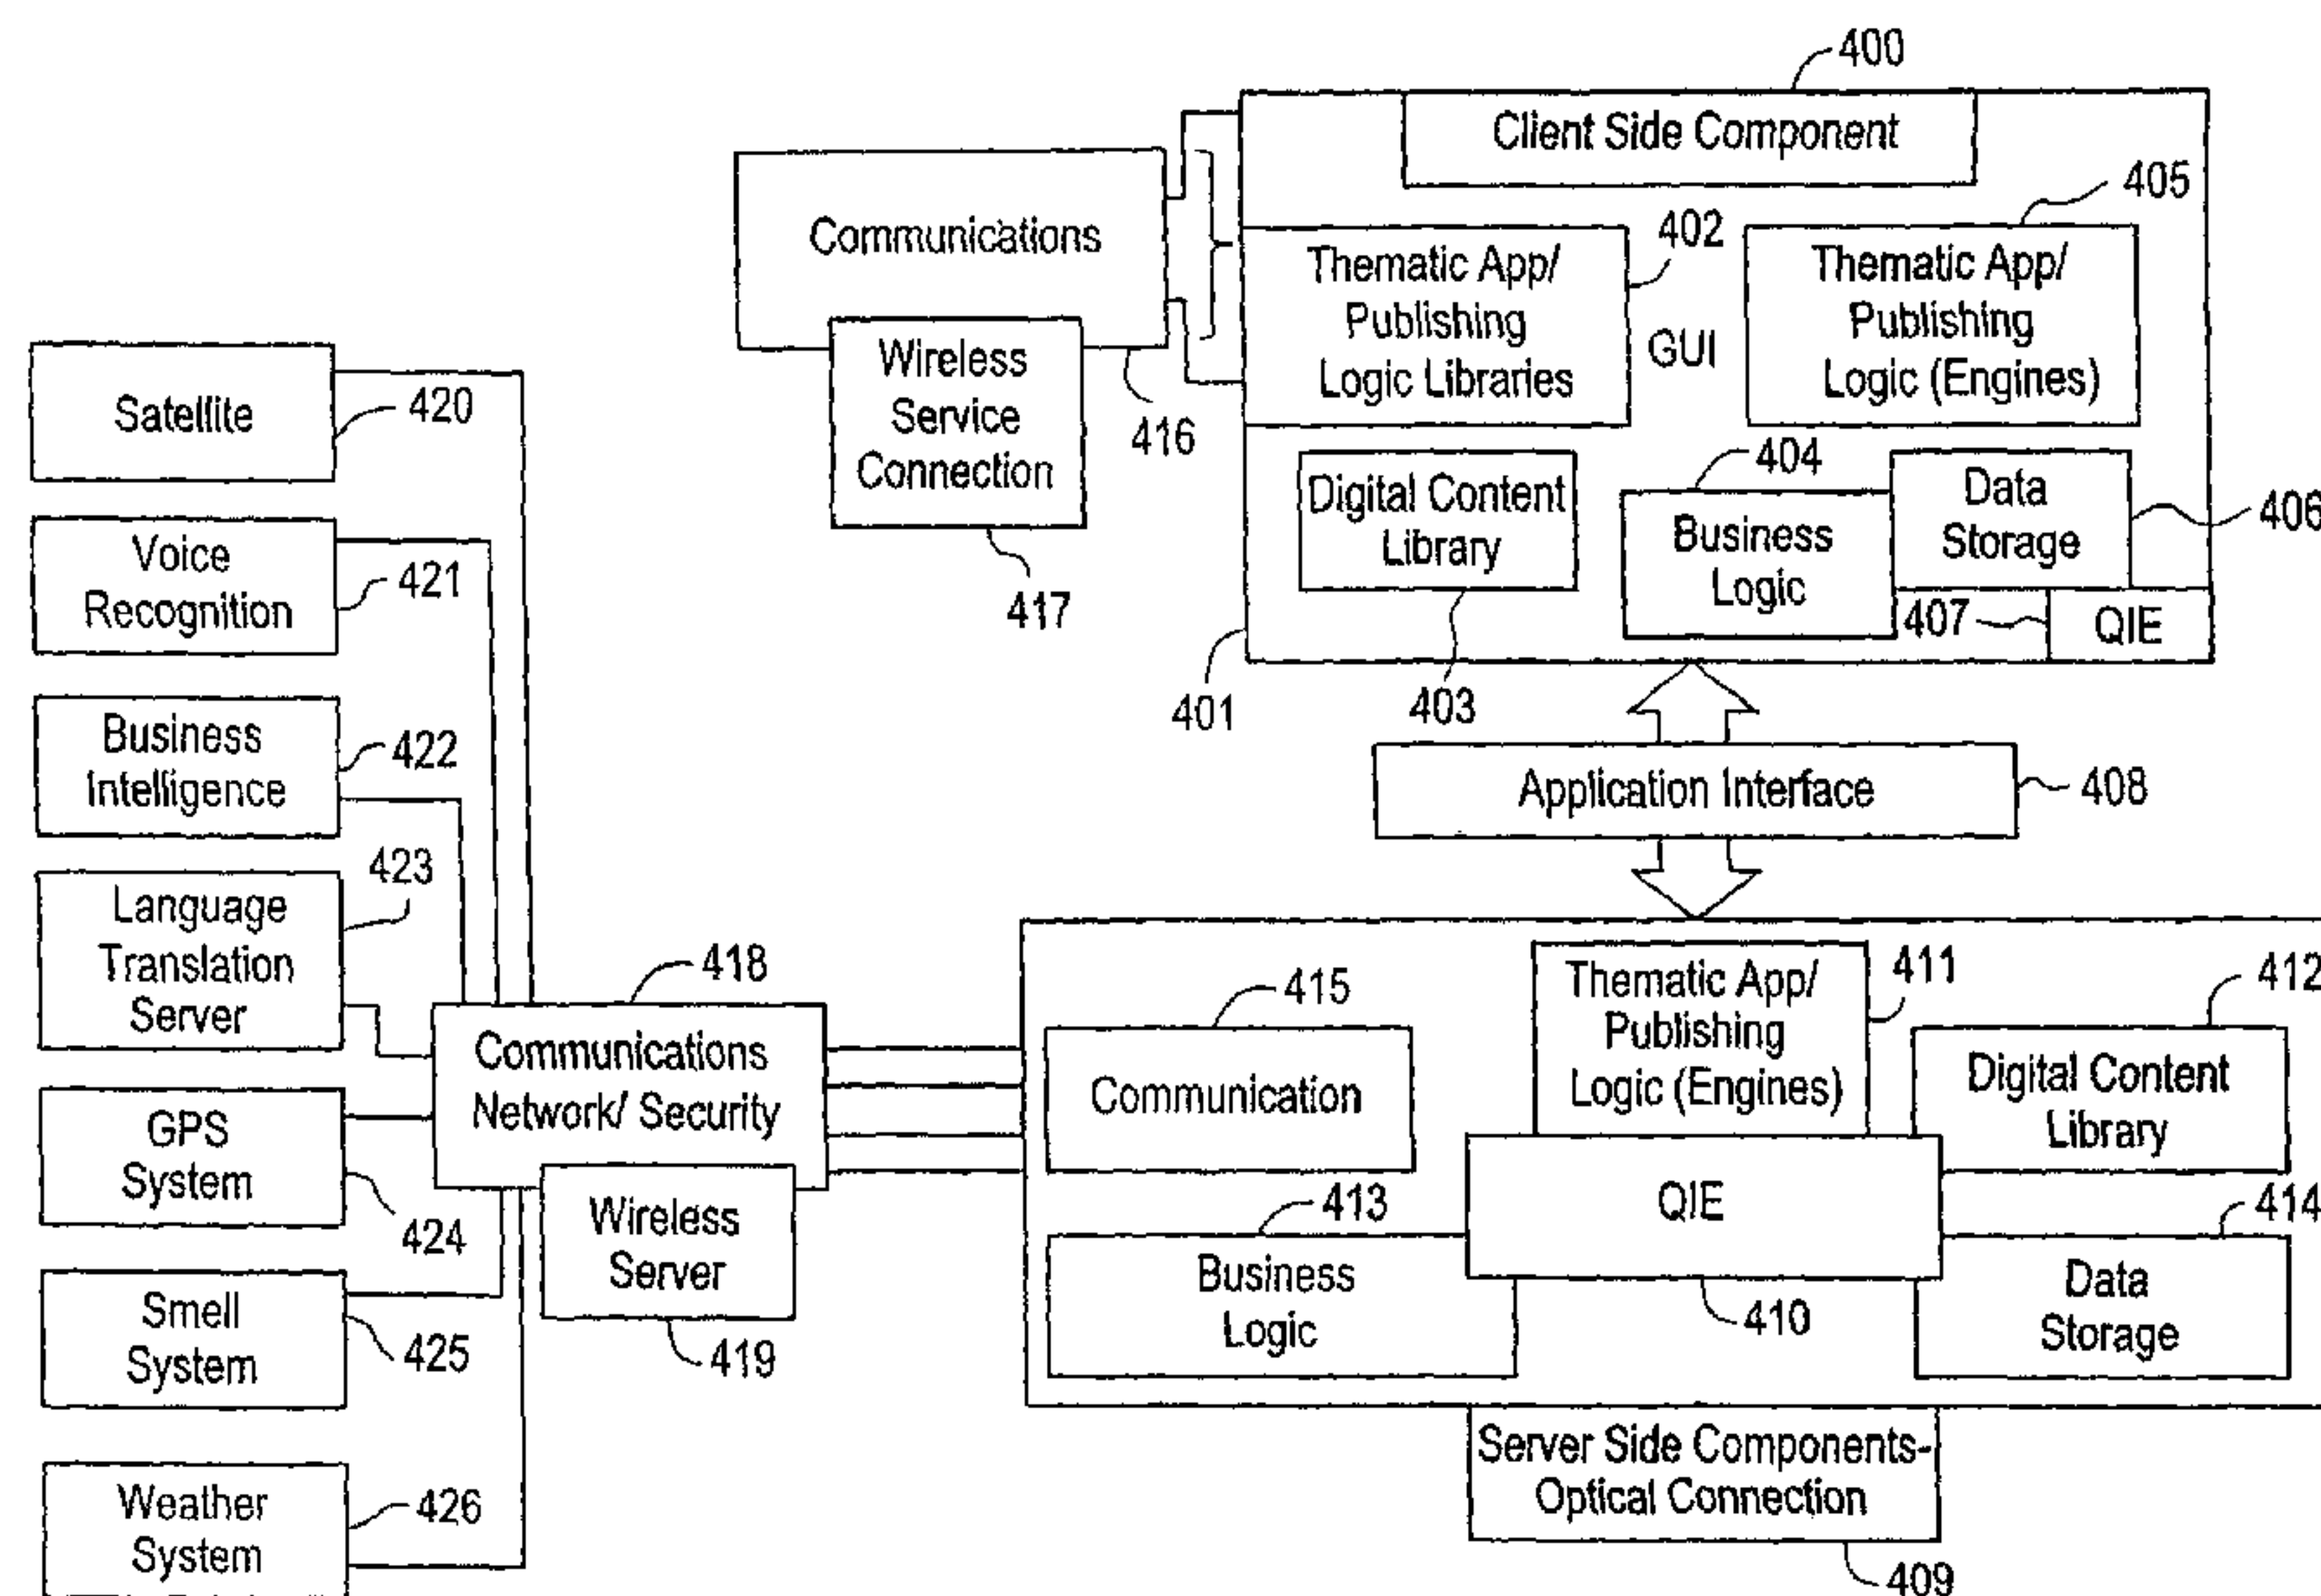 400
Client Side Component
405
Communications
402
Thematic App/
Publishing
Logic Libraries
GUI
Thematic App/
Publishing
Logic (Engines)
Wireless
Service
Connection
416
417
404
Digital Content
Library
Business
Logic
Data
Storage
406
407
QIE
401
403
Application Interface
408
Satellite
420
Voice
Recognition
421
Business
Intelligence
422
423
Language
Translation
Server
GPS
System
424
Smell
System
425
Weather
System
426
418
Communications
Network/ Security
Wireless
Server
419
415
Communication
Thematic App/
Publishing
Logic (Engines)
411
412
Digital Content
Library
413
Business
Logic
QIE
410
414
Data
Storage
Server Side Components-
Optical Connection
409